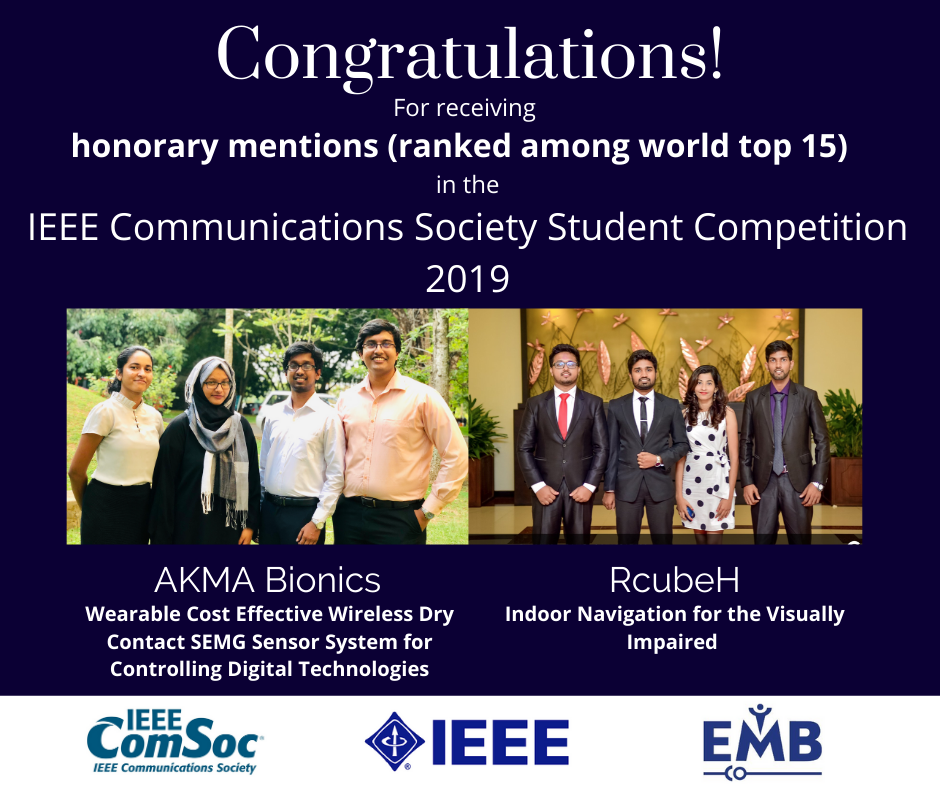 Congratulations!
For receiving
honorary mentions (ranked among world top 15)
in the
IEEE Communications Society Student Competition
2019
AKMA Bionics
Wearable Cost Effective Wireless Dry
Contact SEMG Sensor System for
Controlling Digital Technologies
RcubeH
Indoor Navigation for the Visually
Impaired
IEEE
ComSoc®
IEEE Communications Society
IEEE®
EMB